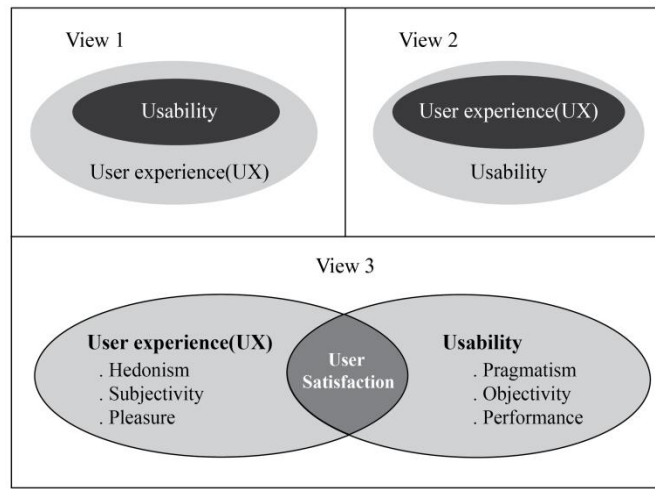 View 1
Usability
User experience(UX)
View 2
User experience(UX)
Usability
View 3
User experience(UX)
. Hedonism
. Subjectivity
. Pleasure
User
Satisfaction
Usability
. Pragmatism
. Objectivity
. Performance